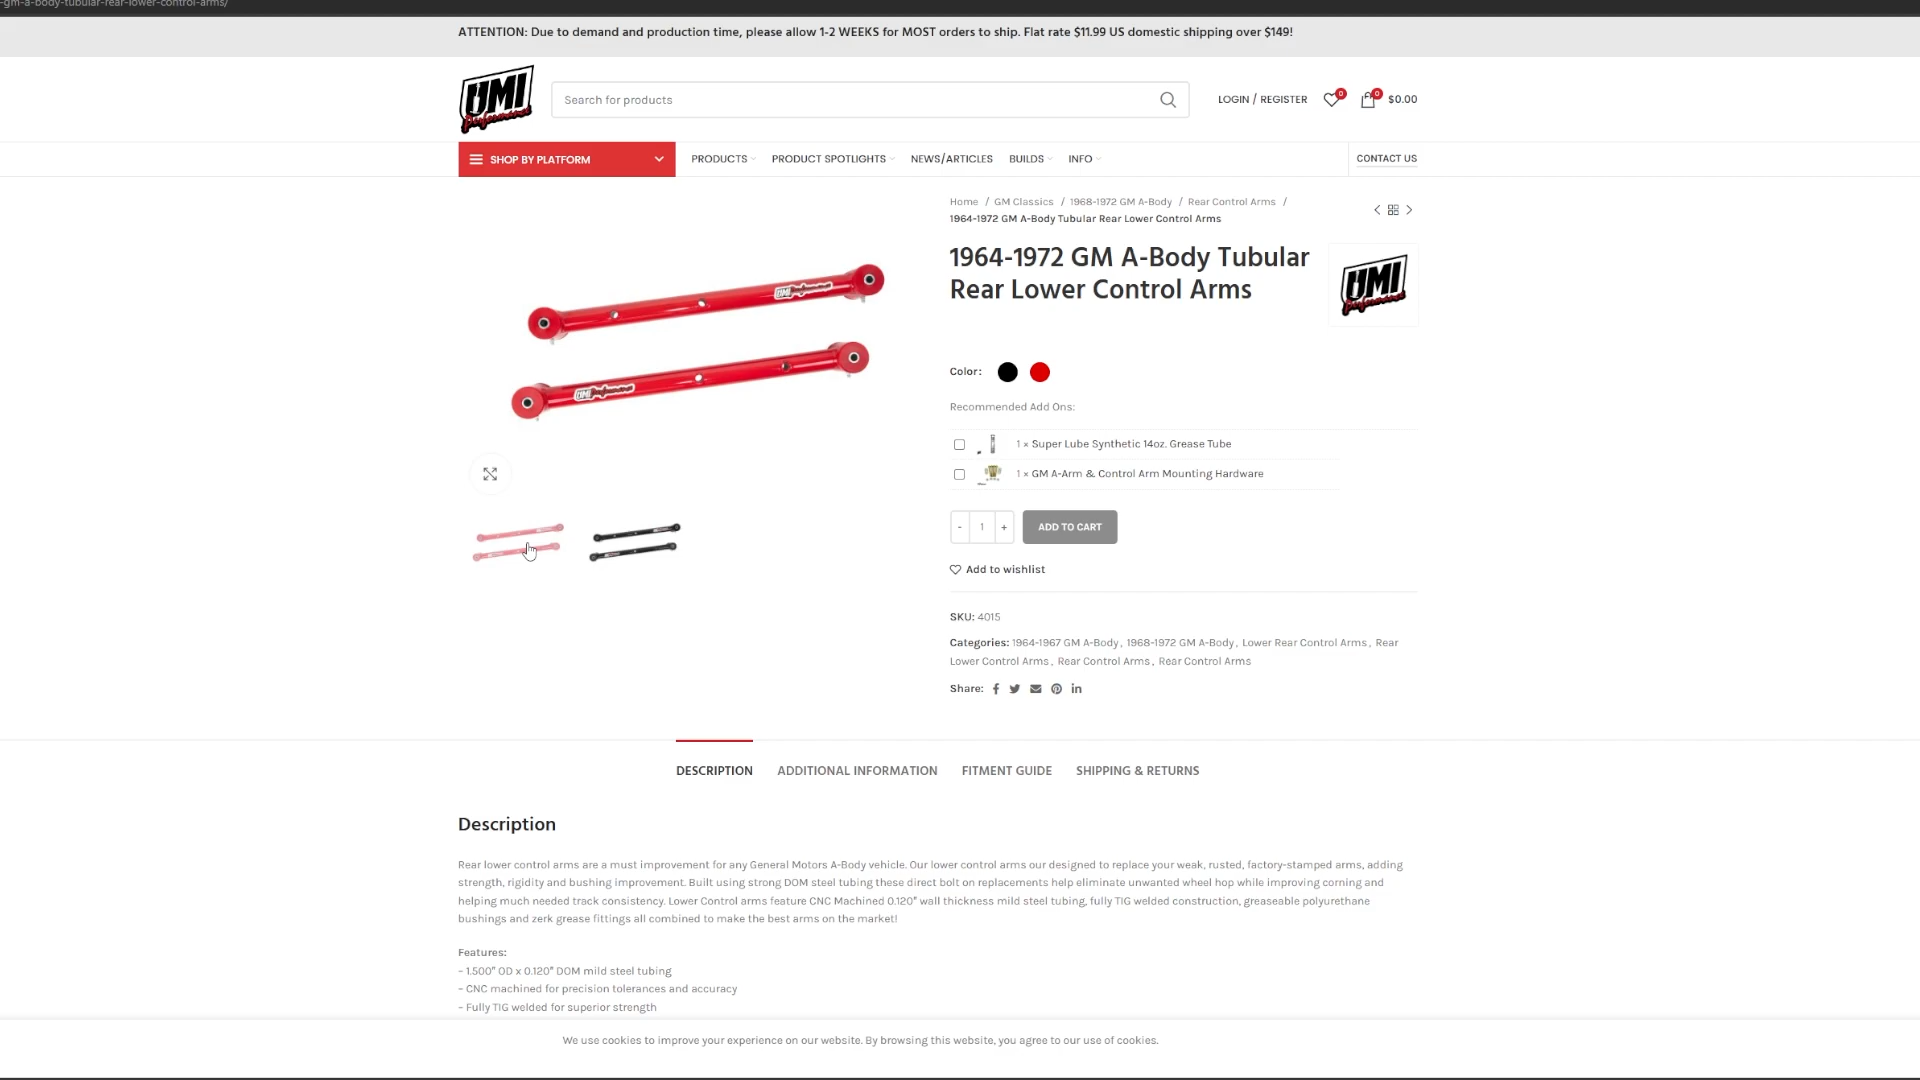 -gm-a-body-tubular-rear-lower-control-arms/
ATTENTION: Due to demand and production time, please allow 1-2 WEEKS for MOST orders to ship. Flat rate $11.99 US domestic shipping over $149!
UMI
Performance
Search for products
LOGIN / REGISTER
0
0
$0.00
SHOP BY PLATFORM
PRODUCTS
PRODUCT SPOTLIGHTS
NEWS/ARTICLES
BUILDS
INFO
CONTACT US
Home / GM Classics / 1968-1972 GM A-Body / Rear Control Arms /
1964-1972 GM A-Body Tubular Rear Lower Control Arms
1964-1972 GM A-Body Tubular
Rear Lower Control Arms
UMI
Performance
UMI Performance
UMI Performance
Color:
Recommended Add Ons:
1 × Super Lube Synthetic 14oz. Grease Tube
1 × GM A-Arm & Control Arm Mounting Hardware
- 1 +
ADD TO CART
Add to wishlist
SKU: 4015
Categories: 1964-1967 GM A-Body, 1968-1972 GM A-Body, Lower Rear Control Arms, Rear
Lower Control Arms, Rear Control Arms, Rear Control Arms
Share:
DESCRIPTION
ADDITIONAL INFORMATION
FITMENT GUIDE
SHIPPING & RETURNS
Description
Rear lower control arms are a must improvement for any General Motors A-Body vehicle. Our lower control arms our designed to replace your weak, rusted, factory-stamped arms, adding
strength, rigidity and bushing improvement. Built using strong DOM steel tubing these direct bolt on replacements help eliminate unwanted wheel hop while improving corning and
helping much needed track consistency. Lower Control arms feature CNC Machined 0.120″ wall thickness mild steel tubing, fully TIG welded construction, greaseable polyurethane
bushings and zerk grease fittings all combined to make the best arms on the market!
Features:
– 1.500″ OD x 0.120″ DOM mild steel tubing
– CNC machined for precision tolerances and accuracy
– Fully TIG welded for superior strength
We use cookies to improve your experience on our website. By browsing this website, you agree to our use of cookies.